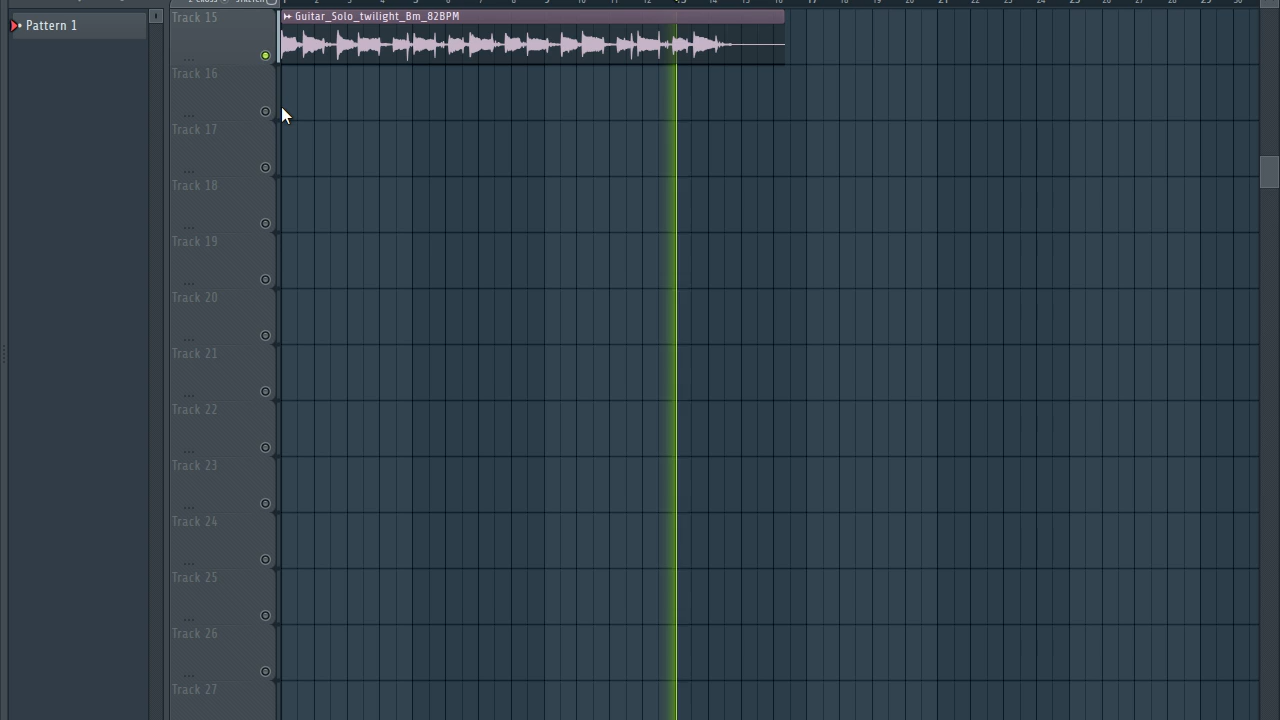 Pattern 1
Track 15
Guitar_Solo_twilight_Bm_82BPM
...
Track 16
...
Track 17
...
Track 18
...
Track 19
...
Track 20
...
Track 21
...
Track 22
...
Track 23
...
Track 24
...
Track 25
...
Track 26
...
Track 27